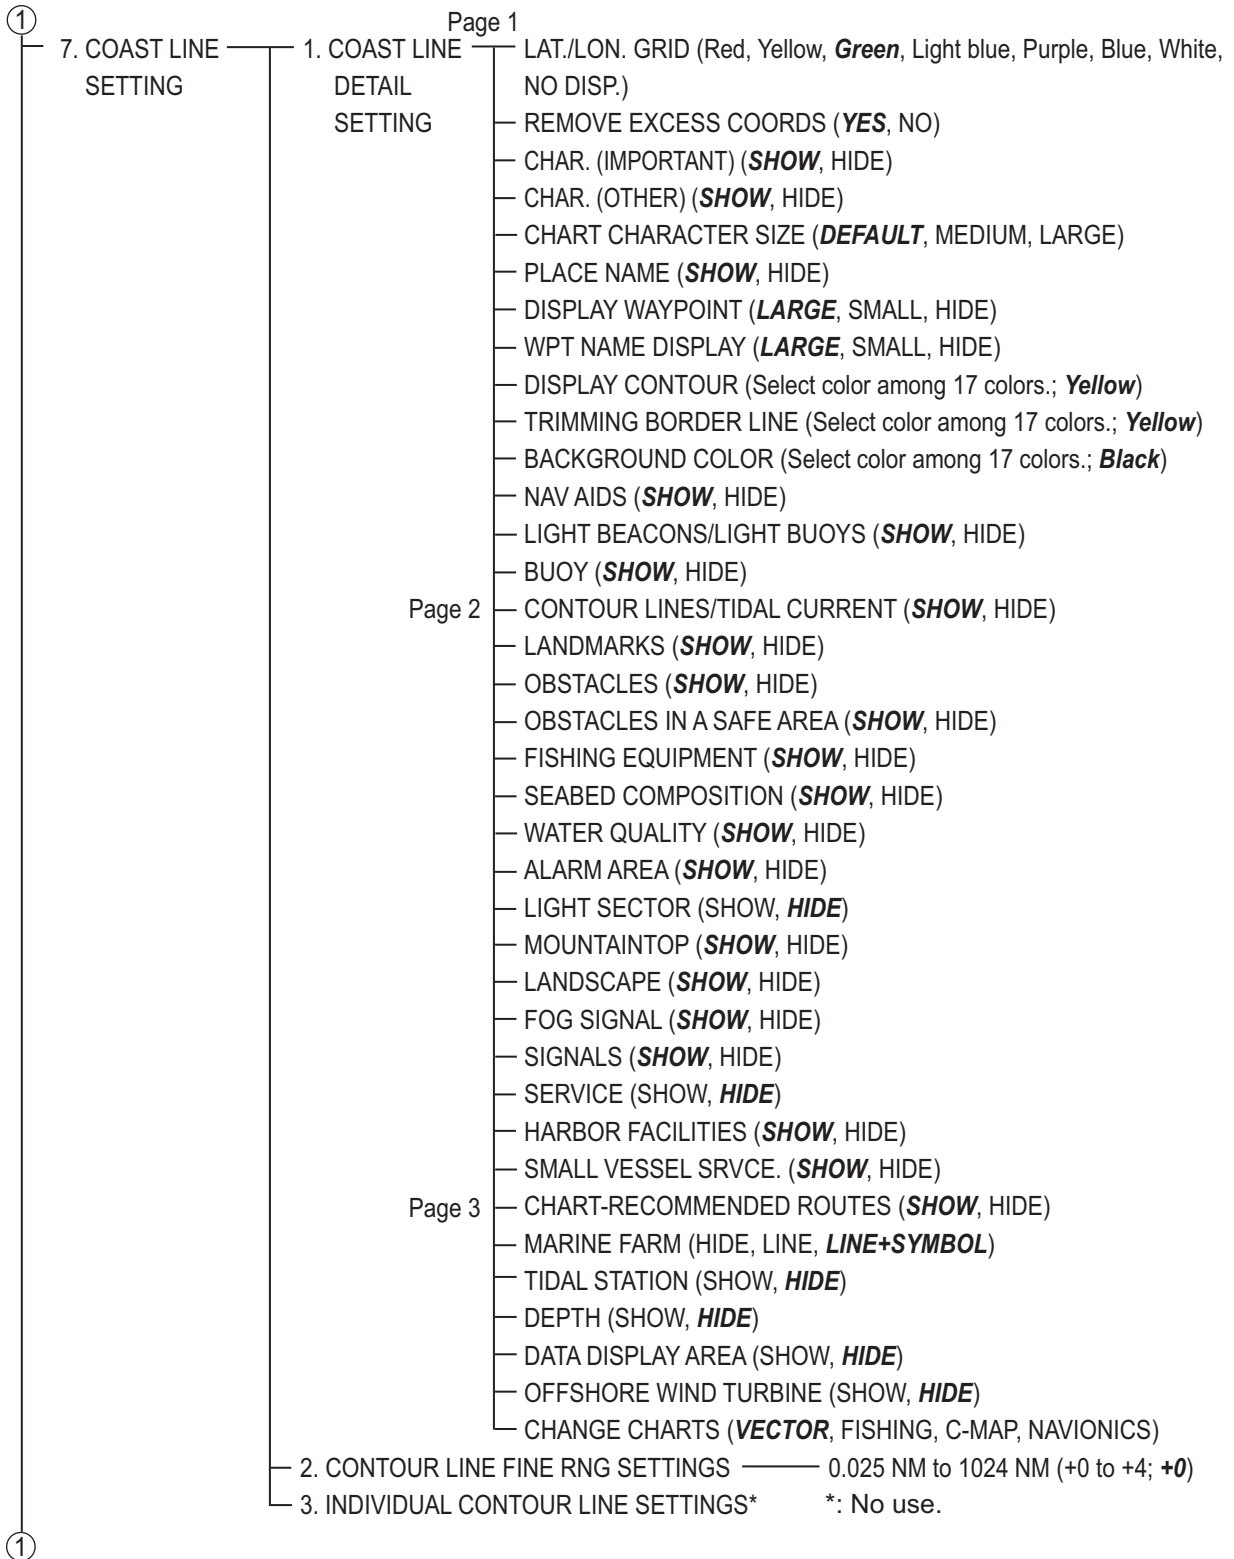 1
Page 1
7. COAST LINE SETTING
1. COAST LINE DETAIL SETTING
LAT./LON. GRID (Red, Yellow, Green, Light blue, Purple, Blue, White,
NO DISP.)
REMOVE EXCESS COORDS (YES, NO)
CHAR. (IMPORTANT) (SHOW, HIDE)
CHAR. (OTHER) (SHOW, HIDE)
CHART CHARACTER SIZE (DEFAULT, MEDIUM, LARGE)
PLACE NAME (SHOW, HIDE)
DISPLAY WAYPOINT (LARGE, SMALL, HIDE)
WPT NAME DISPLAY (LARGE, SMALL, HIDE)
DISPLAY CONTOUR (Select color among 17 colors.; Yellow)
TRIMMING BORDER LINE (Select color among 17 colors.; Yellow)
BACKGROUND COLOR (Select color among 17 colors.; Black)
NAV AIDS (SHOW, HIDE)
LIGHT BEACONS/LIGHT BUOYS (SHOW, HIDE)
BUOY (SHOW, HIDE)
Page 2
CONTOUR LINES/TIDAL CURRENT (SHOW, HIDE)
LANDMARKS (SHOW, HIDE)
OBSTACLES (SHOW, HIDE)
OBSTACLES IN A SAFE AREA (SHOW, HIDE)
FISHING EQUIPMENT (SHOW, HIDE)
SEABED COMPOSITION (SHOW, HIDE)
WATER QUALITY (SHOW, HIDE)
ALARM AREA (SHOW, HIDE)
LIGHT SECTOR (SHOW, HIDE)
MOUNTAINTOP (SHOW, HIDE)
LANDSCAPE (SHOW, HIDE)
FOG SIGNAL (SHOW, HIDE)
SIGNALS (SHOW, HIDE)
SERVICE (SHOW, HIDE)
HARBOR FACILITIES (SHOW, HIDE)
SMALL VESSEL SRVCE. (SHOW, HIDE)
Page 3
CHART-RECOMMENDED ROUTES (SHOW, HIDE)
MARINE FARM (HIDE, LINE, LINE+SYMBOL)
TIDAL STATION (SHOW, HIDE)
DEPTH (SHOW, HIDE)
DATA DISPLAY AREA (SHOW, HIDE)
OFFSHORE WIND TURBINE (SHOW, HIDE)
CHANGE CHARTS (VECTOR, FISHING, C-MAP, NAVIONICS)
2. CONTOUR LINE FINE RNG SETTINGS
0.025 NM to 1024 NM (+0 to +4; +0)
3. INDIVIDUAL CONTOUR LINE SETTINGS*
*: No use.
1